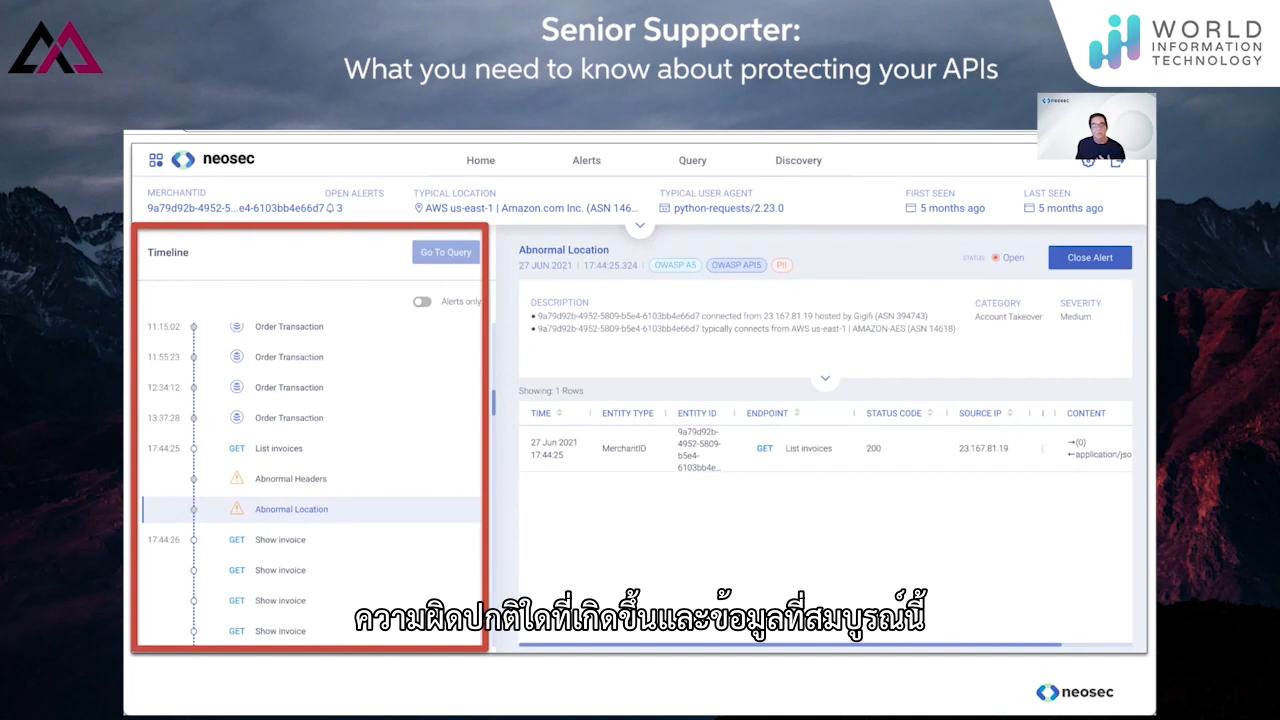 Senior Supporter:
What you need to know about protecting your APIs
WORLD
INFORMATION
TECHNOLOGY
neosec
neosec
Home
Alerts
Query
Discovery
MERCHANTID
OPEN ALERTS
TYPICAL LOCATION
TYPICAL USER AGENT
FIRST SEEN
LAST SEEN
9a79d92b-4952-5...e4-6103bb4e66d7
3
AWS us-east-1 | Amazon.com Inc. (ASN 146...
python-requests/2.23.0
5 months ago
5 months ago
Timeline
Go To Query
Alerts only
11:15:02 Order Transaction
11:55:23 Order Transaction
12:34:12 Order Transaction
13:37:28 Order Transaction
17:44:25 GET List invoices
Abnormal Headers
Abnormal Location
17:44:26 GET Show invoice
GET Show invoice
GET Show invoice
GET Show invoice
Abnormal Location
27 JUN 2021 | 17:44:25.324 | OWASP A5 OWASP API5 PII
STATUS Open
Close Alert
DESCRIPTION
• 9a79d92b-4952-5809-b5e4-6103bb4e66d7 connected from 23.167.81.19 hosted by Gigifi (ASN 394743)
• 9a79d92b-4952-5809-b5e4-6103bb4e66d7 typically connects from AWS us-east-1 | AMAZON-AES (ASN 14618)
CATEGORY
Account Takeover
SEVERITY
Medium
Showing: 1 Rows
TIME ENTITY TYPE ENTITY ID ENDPOINT STATUS CODE SOURCE IP CONTENT
27 Jun 2021
17:44:25
MerchantID
9a79d92b-
4952-5809-
b5e4-
6103bb4e...
GET List invoices
200
23.167.81.19
→(0)
←application/jso
ความผิดปกติใดที่เกิดขึ้นและข้อมูลที่สมบูรณ์นี้
neosec